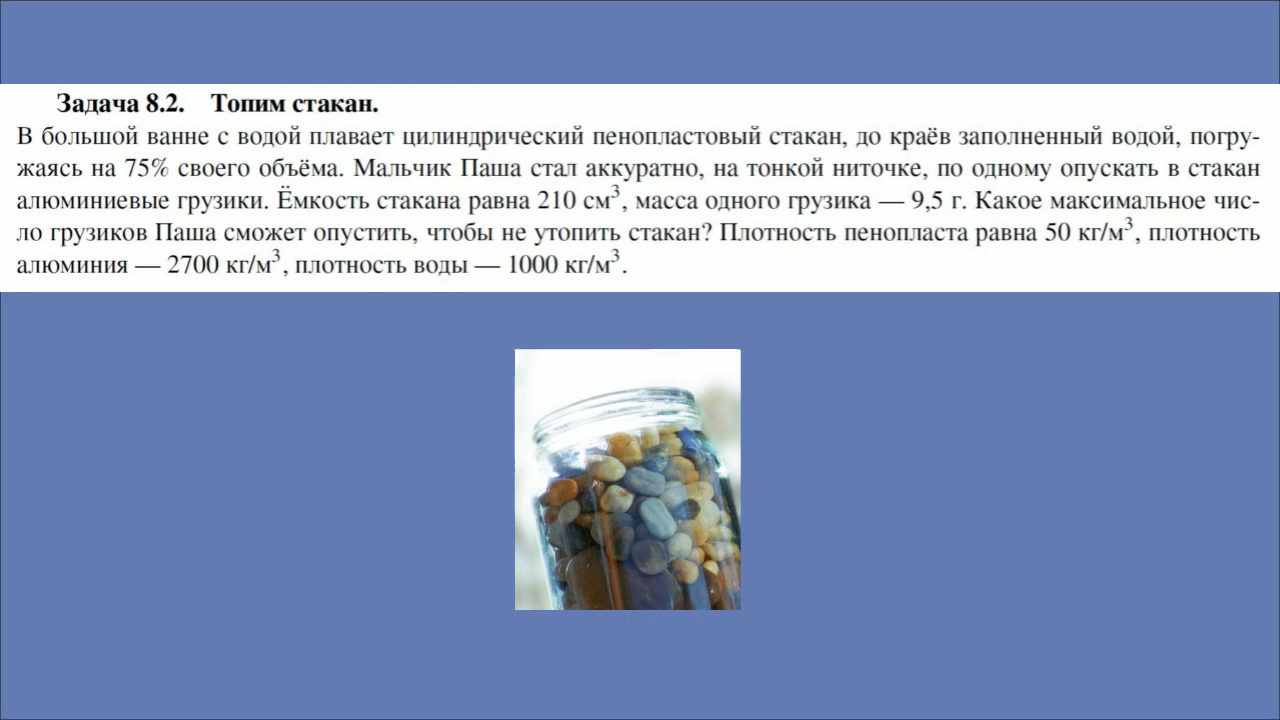 Задача 8.2. Топим стакан.
В большой ванне с водой плавает цилиндрический пенопластовый стакан, до краёв заполненный водой, погру-
жаясь на 75% своего объёма. Мальчик Паша стал аккуратно, на тонкой ниточке, по одному опускать в стакан
алюминиевые грузики. Ёмкость стакана равна 210 см³, масса одного грузика — 9,5 г. Какое максимальное чис-
ло грузиков Паша сможет опустить, чтобы не утопить стакан? Плотность пенопласта равна 50 кг/м³, плотность
алюминия — 2700 кг/м³, плотность воды — 1000 кг/м³.